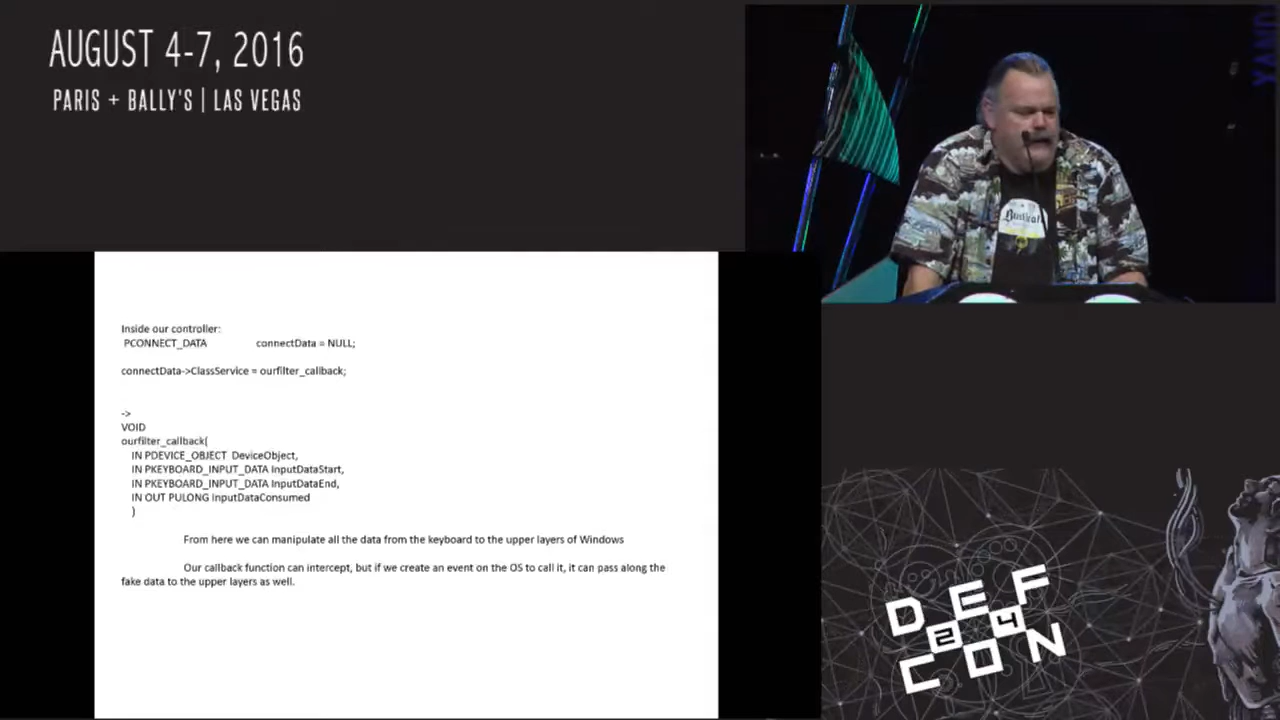 AUGUST 4-7, 2016
PARIS + BALLY'S | LAS VEGAS
Inside our controller:
PCONNECT_DATA connectData = NULL;
connectData->ClassService = ourfilter_callback;
->
VOID
ourfilter_callback(
IN PDEVICE_OBJECT DeviceObject,
IN PKEYBOARD_INPUT_DATA InputDataStart,
IN PKEYBOARD_INPUT_DATA InputDataEnd,
IN OUT PULONG InputDataConsumed
)
From here we can manipulate all the data from the keyboard to the upper layers of Windows
Our callback function can intercept, but if we create an event on the OS to call it, it can pass along the
fake data to the upper layers as well.
DEF
24
CON